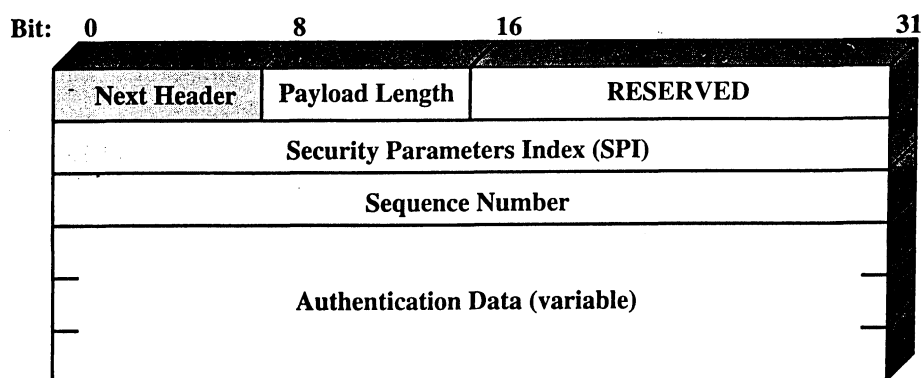 Bit: 0 8 16 31
Next Header Payload Length RESERVED
Security Parameters Index (SPI)
Sequence Number
Authentication Data (variable)